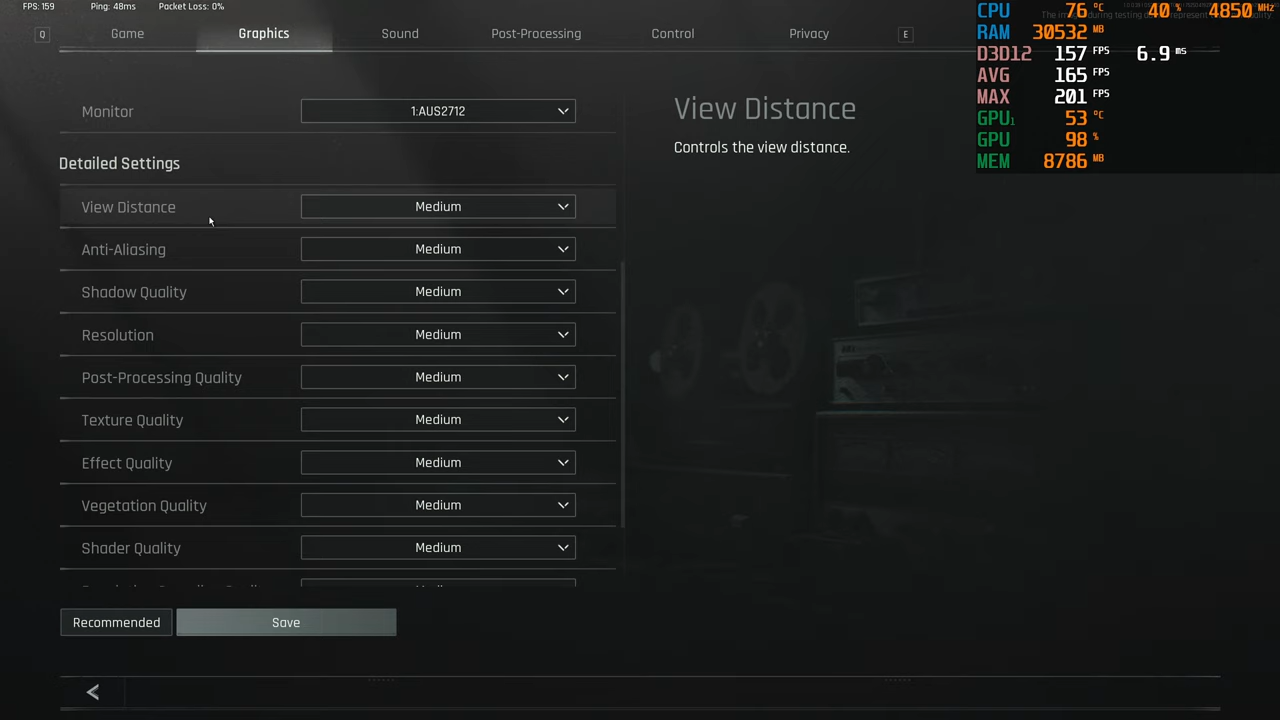 FPS: 159 Ping: 48ms Packet Loss: 0%
CPU 76 °C 40 % 4850 MHz
RAM 30532 MB
D3D12 157 FPS 6.9 ms
AVG 165 FPS
MAX 201 FPS
GPU1 53 °C
GPU 98 %
MEM 8786 MB
Q Game Graphics Sound Post-Processing Control Privacy E
Monitor 1:AUS2712
Detailed Settings
View Distance Medium
Anti-Aliasing Medium
Shadow Quality Medium
Resolution Medium
Post-Processing Quality Medium
Texture Quality Medium
Effect Quality Medium
Vegetation Quality Medium
Shader Quality Medium
Recommended Save
View Distance
Controls the view distance.